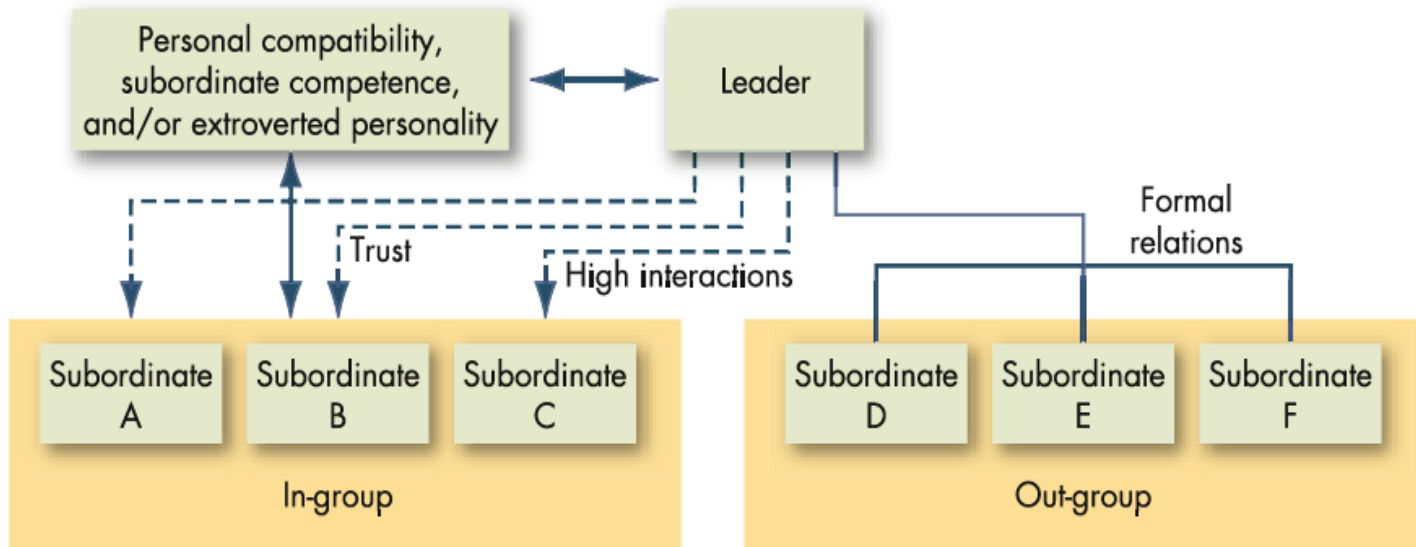 Personal compatibility,
subordinate competence,
and/or extroverted personality
Leader
Formal
relations
Trust
High interactions
Subordinate
A
Subordinate
B
Subordinate
C
Subordinate
D
Subordinate
E
Subordinate
F
In-group
Out-group